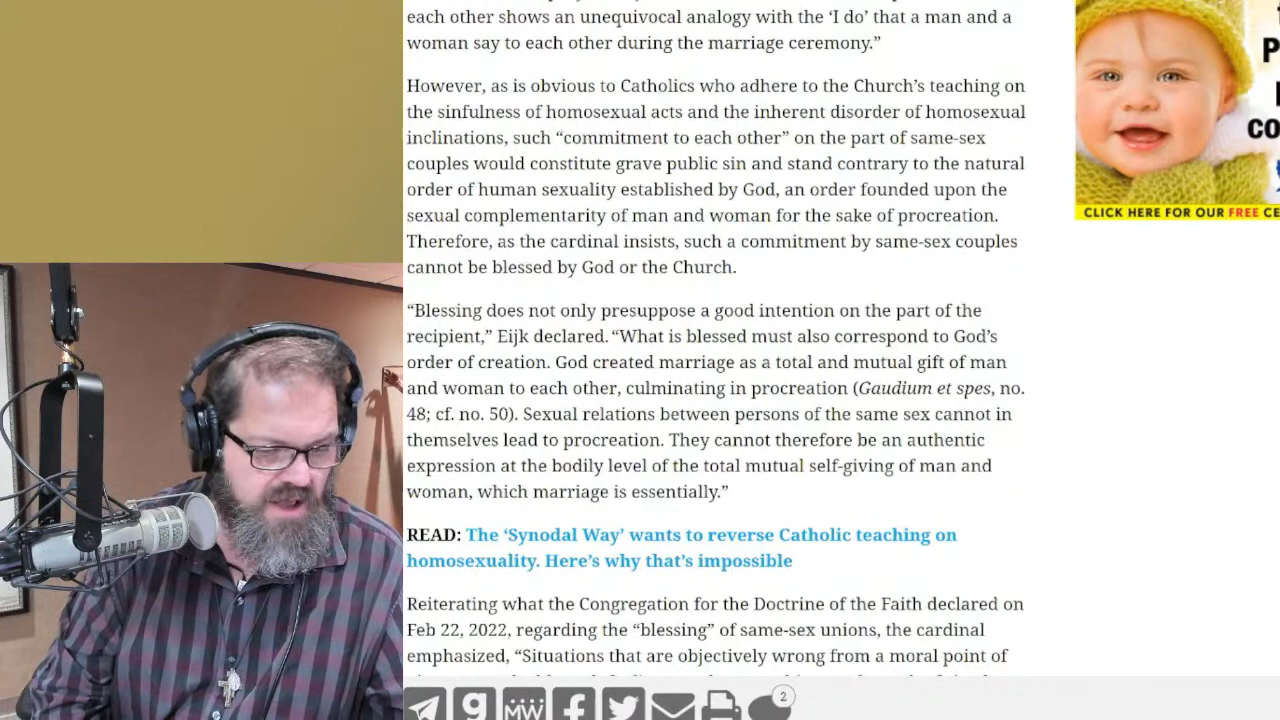 each other shows an unequivocal analogy with the ‘I do’ that a man and a
woman say to each other during the marriage ceremony.”
However, as is obvious to Catholics who adhere to the Church’s teaching on
the sinfulness of homosexual acts and the inherent disorder of homosexual
inclinations, such “commitment to each other” on the part of same-sex
couples would constitute grave public sin and stand contrary to the natural
order of human sexuality established by God, an order founded upon the
sexual complementarity of man and woman for the sake of procreation.
Therefore, as the cardinal insists, such a commitment by same-sex couples
cannot be blessed by God or the Church.
“Blessing does not only presuppose a good intention on the part of the
recipient,” Eijk declared. “What is blessed must also correspond to God’s
order of creation. God created marriage as a total and mutual gift of man
and woman to each other, culminating in procreation (Gaudium et spes, no.
48; cf. no. 50). Sexual relations between persons of the same sex cannot in
themselves lead to procreation. They cannot therefore be an authentic
expression at the bodily level of the total mutual self-giving of man and
woman, which marriage is essentially.”
READ: The ‘Synodal Way’ wants to reverse Catholic teaching on
homosexuality. Here’s why that’s impossible
Reiterating what the Congregation for the Doctrine of the Faith declared on
Feb 22, 2022, regarding the “blessing” of same-sex unions, the cardinal
emphasized, “Situations that are objectively wrong from a moral point of
MW
2
P
co
CLICK HERE FOR OUR FREE CE